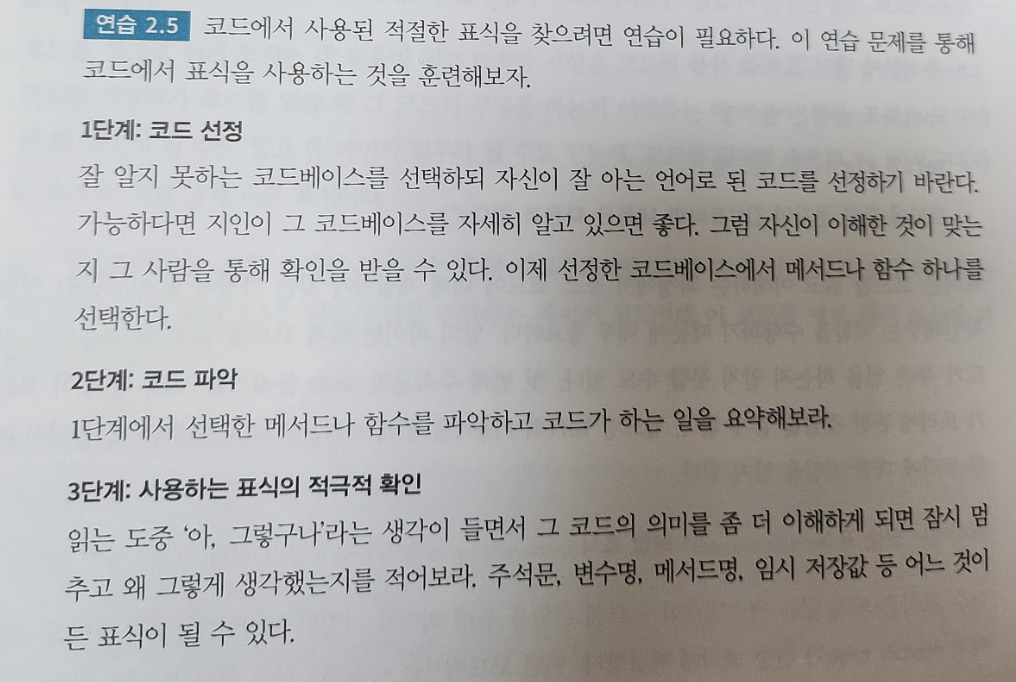 연습 2.5 코드에서 사용된 적절한 표식을 찾으려면 연습이 필요하다. 이 연습 문제를 통해
코드에서 표식을 사용하는 것을 훈련해보자.
1단계: 코드 선정
잘 알지 못하는 코드베이스를 선택하되 자신이 잘 아는 언어로 된 코드를 선정하기 바란다.
가능하다면 지인이 그 코드베이스를 자세히 알고 있으면 좋다. 그럼 자신이 이해한 것이 맞는
지 그 사람을 통해 확인을 받을 수 있다. 이제 선정한 코드베이스에서 메서드나 함수 하나를
선택한다.
2단계: 코드 파악
1단계에서 선택한 메서드나 함수를 파악하고 코드가 하는 일을 요약해보라.
3단계: 사용하는 표식의 적극적 확인
읽는 도중 ‘아, 그렇구나’라는 생각이 들면서 그 코드의 의미를 좀 더 이해하게 되면 잠시 멈
추고 왜 그렇게 생각했는지를 적어보라. 주석문, 변수명, 메서드명, 임시 저장값 등 어느 것이
든 표식이 될 수 있다.